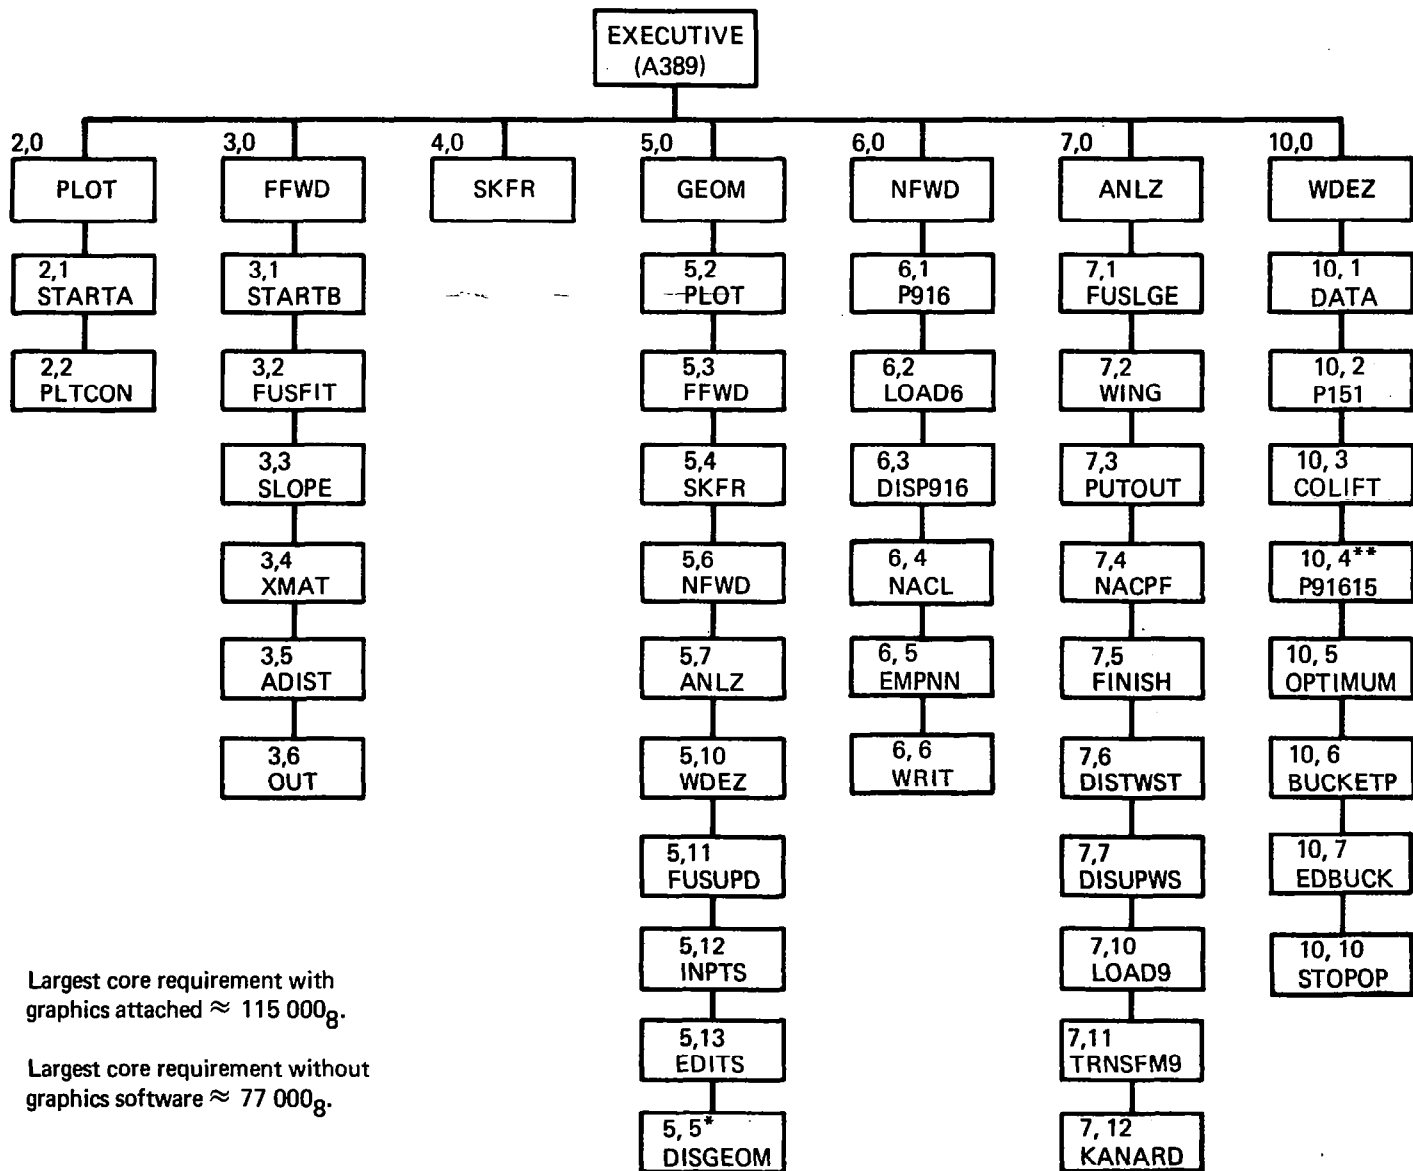 EXECUTIVE
(A389)
2,0
PLOT
2,1
STARTA
2,2
PLTCON
3,0
FFWD
3,1
STARTB
3,2
FUSFIT
3,3
SLOPE
3,4
XMAT
3,5
ADIST
3,6
OUT
4,0
SKFR
5,0
GEOM
5,2
PLOT
5,3
FFWD
5,4
SKFR
5,6
NFWD
5,7
ANLZ
5,10
WDEZ
5,11
FUSUPD
5,12
INPTS
5,13
EDITS
5, 5*
DISGEOM
6,0
NFWD
6,1
P916
6,2
LOAD6
6,3
DISP916
6, 4
NACL
6, 5
EMPNN
6, 6
WRIT
7,0
ANLZ
7,1
FUSLGE
7,2
WING
7,3
PUTOUT
7,4
NACPF
7,5
FINISH
7,6
DISTWST
7,7
DISUPWS
7,10
LOAD9
7,11
TRNSFM9
7, 12
KANARD
10,0
WDEZ
10, 1
DATA
10, 2
P151
10, 3
COLIFT
10, 4**
P91615
10, 5
OPTIMUM
10, 6
BUCKETP
10, 7
EDBUCK
10, 10
STOPOP
Largest core requirement with
graphics attached ≈ 115 000₈.
Largest core requirement without
graphics software ≈ 77 000₈.